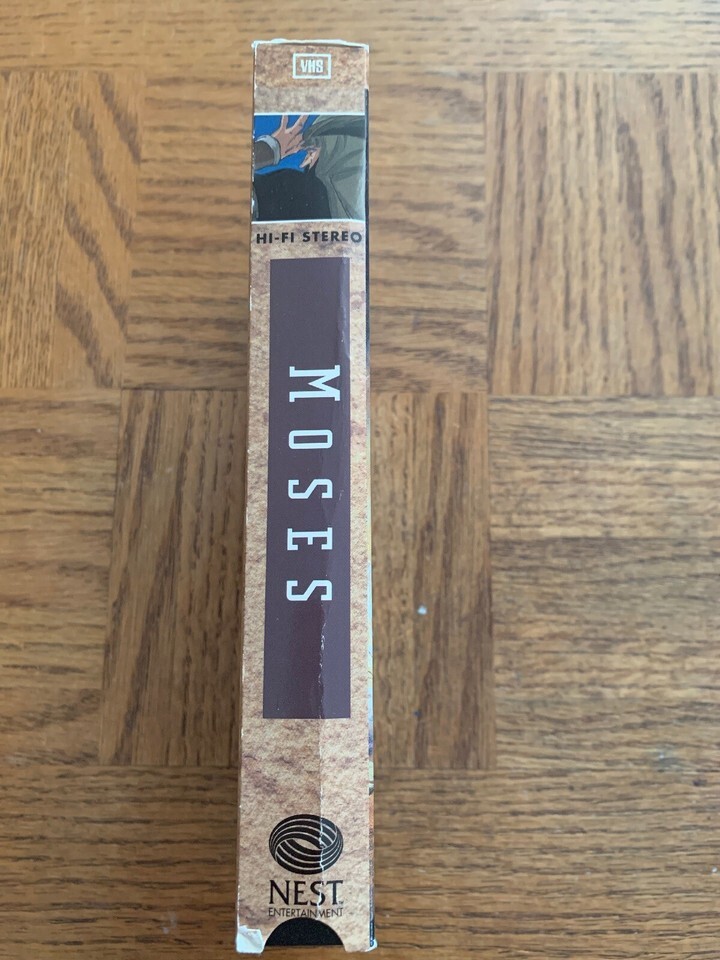 VHS
HI-FI STEREO
MOSES
NEST
ENTERTAINMENT